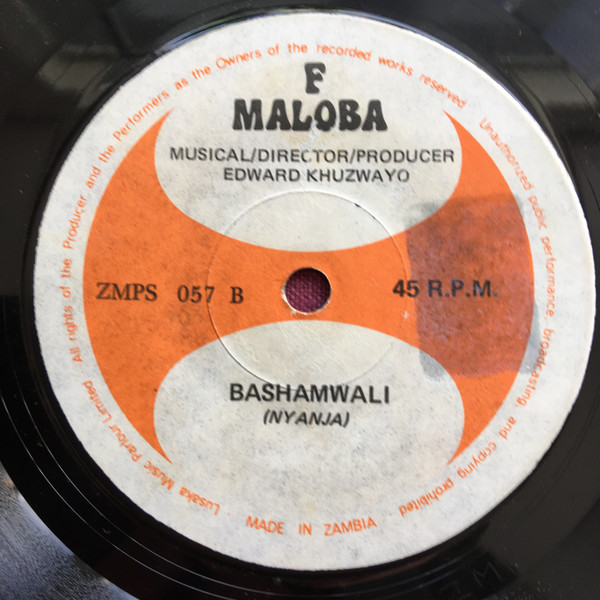 F
MALOBA
MUSICAL/DIRECTOR/PRODUCER
EDWARD KHUZWAYO
ZMPS 057 B
45 R.P.M.
BASHAMWALI
(NYANJA)
All rights of the Producer and the Performers as the Owners of the recorded works reserved
Unauthorized public performance, broadcasting and copying prohibited
MADE IN ZAMBIA
Lusaka Music Parlour Limited